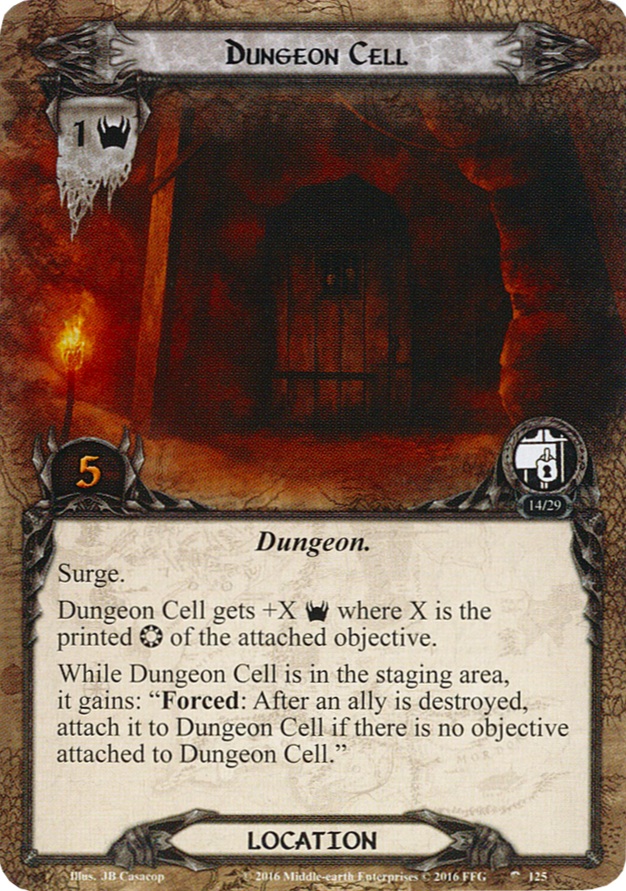 DUNGEON CELL
1
5
14/29
Dungeon.
Surge.
Dungeon Cell gets +X where X is the
printed of the attached objective.
While Dungeon Cell is in the staging area,
it gains: “Forced: After an ally is destroyed,
attach it to Dungeon Cell if there is no objective
attached to Dungeon Cell.”
LOCATION
Illus. JB Casacop © 2016 Middle-earth Enterprises © 2016 FFG 125